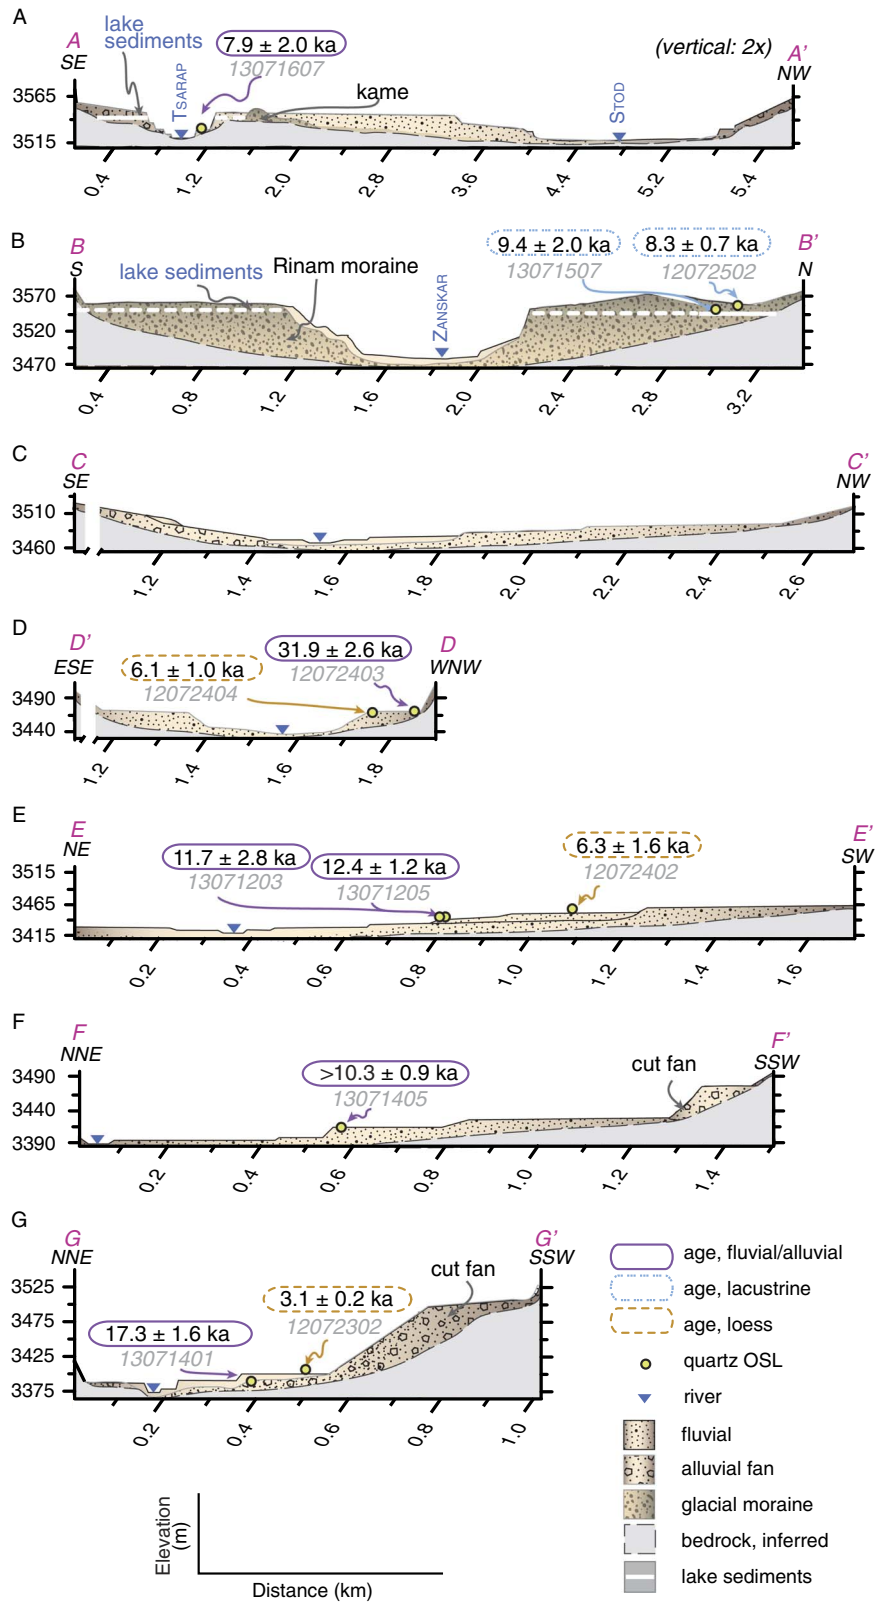 A
A
SE
lake
sediments
TSARAP
7.9 ± 2.0 ka
13071607
kame
STOD
(vertical: 2x)
A'
NW
3565
3515
0.4
1.2
2.0
2.8
3.6
4.4
5.2
5.4
B
B
S
lake sediments
Rinam moraine
ZANSKAR
9.4 ± 2.0 ka
13071507
8.3 ± 0.7 ka
12072502
B'
N
3570
3520
3470
0.4
0.8
1.2
1.6
2.0
2.4
2.8
3.2
C
C
SE
C'
NW
3510
3460
1.2
1.4
1.6
1.8
2.0
2.2
2.4
2.6
D
D'
ESE
6.1 ± 1.0 ka
12072404
31.9 ± 2.6 ka
12072403
D
WNW
3490
3440
1.2
1.4
1.6
1.8
E
E
NE
11.7 ± 2.8 ka
13071203
12.4 ± 1.2 ka
13071205
6.3 ± 1.6 ka
12072402
E'
SW
3515
3465
3415
0.2
0.4
0.6
0.8
1.0
1.2
1.4
1.6
F
F
NNE
>10.3 ± 0.9 ka
13071405
cut fan
F'
SSW
3490
3440
3390
0.2
0.4
0.6
0.8
1.0
1.2
1.4
G
G
NNE
17.3 ± 1.6 ka
13071401
3.1 ± 0.2 ka
12072302
cut fan
G'
SSW
3525
3475
3425
3375
0.2
0.4
0.6
0.8
1.0
age, fluvial/alluvial
age, lacustrine
age, loess
quartz OSL
river
fluvial
alluvial fan
glacial moraine
bedrock, inferred
lake sediments
Elevation
(m)
Distance (km)